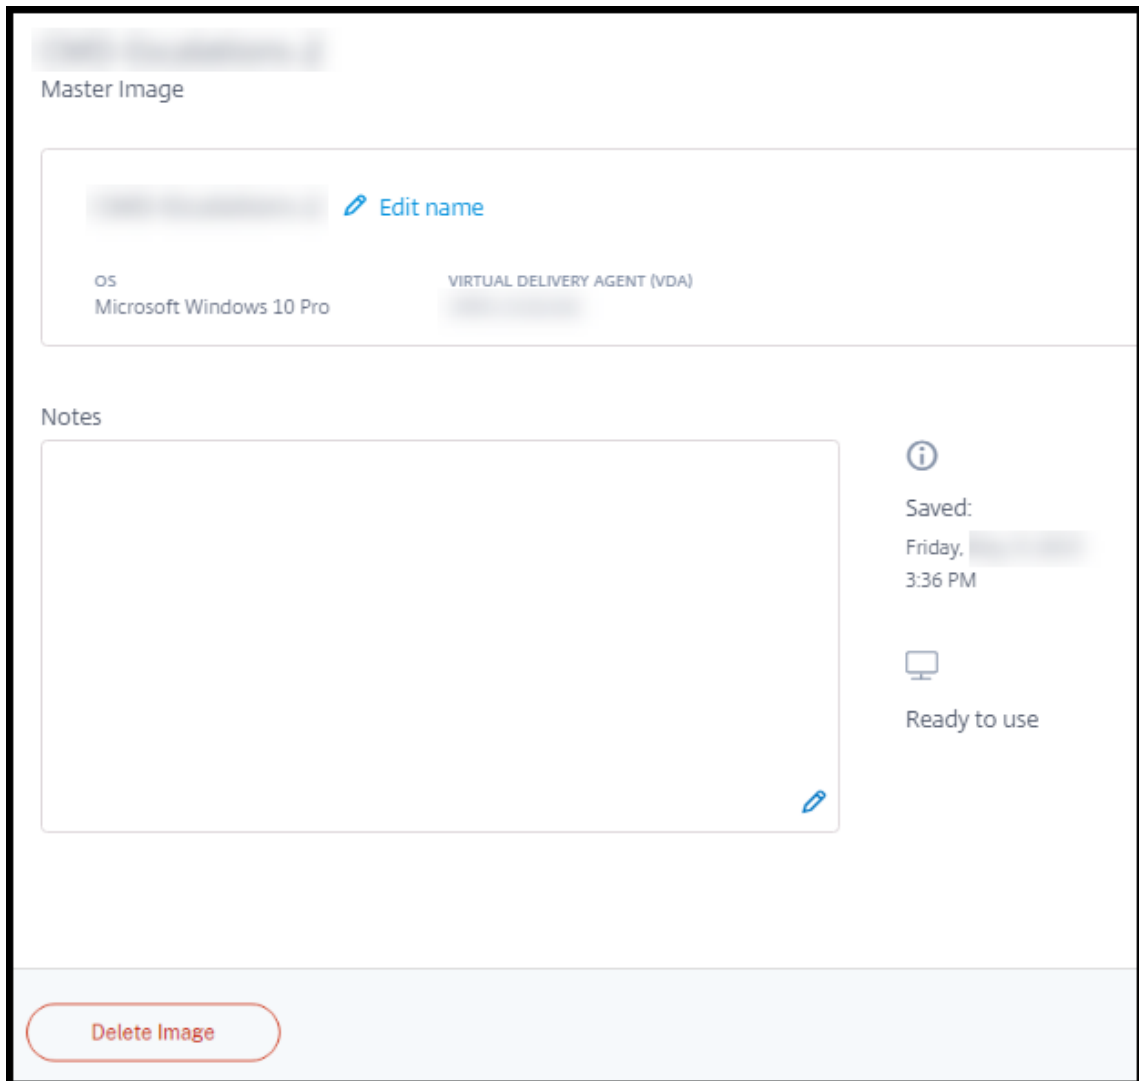 Master Image
Edit name
OS
VIRTUAL DELIVERY AGENT (VDA)
Microsoft Windows 10 Pro
Notes
Saved:
Friday,
3:36 PM
Ready to use
Delete Image